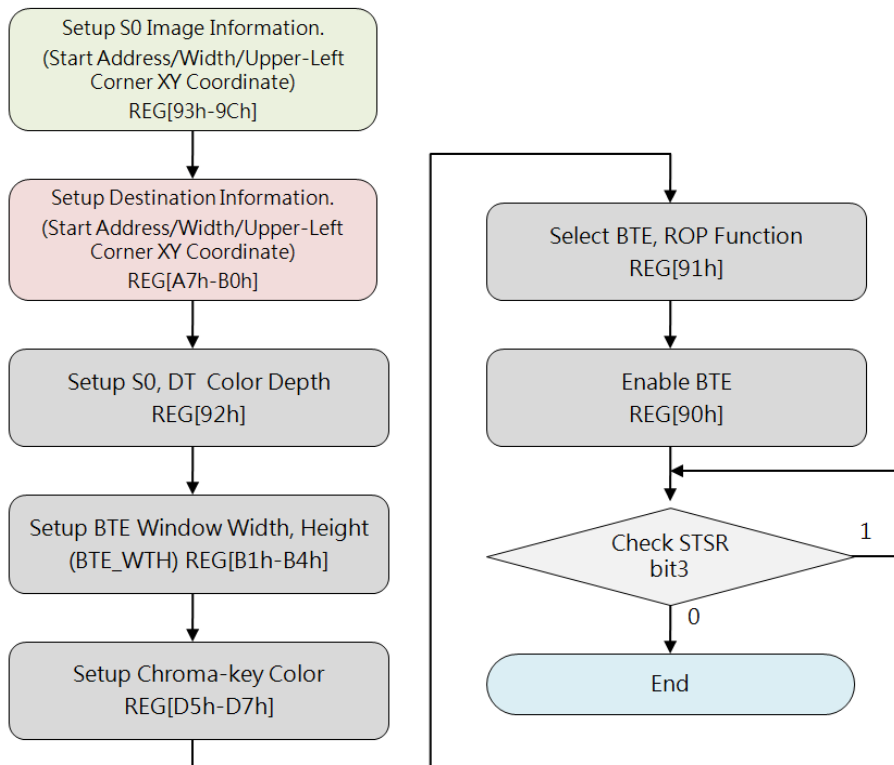 Setup S0 Image Information.
(Start Address/Width/Upper-Left
Corner XY Coordinate)
REG[93h-9Ch]
Setup Destination Information.
(Start Address/Width/Upper-Left
Corner XY Coordinate)
REG[A7h-B0h]
Setup S0, DT  Color Depth
REG[92h]
Setup BTE Window Width, Height
(BTE_WTH) REG[B1h-B4h]
Setup Chroma-key Color
REG[D5h-D7h]
Select BTE, ROP Function
REG[91h]
Enable BTE
REG[90h]
Check STSR
bit3
1
0
End